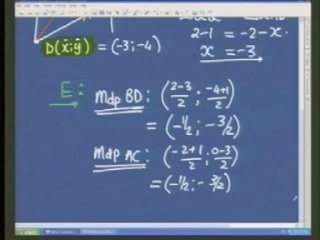 2-1 = -2-x
x = -3
D(x;y) = (-3;-4)
E:
Mdp BD: (2-3/2 ; -4+1/2)
= (-½ ; -3/2)
Mdp AC: (-2+1/2 ; 0-3/2)
= (-½ ; -3/2)